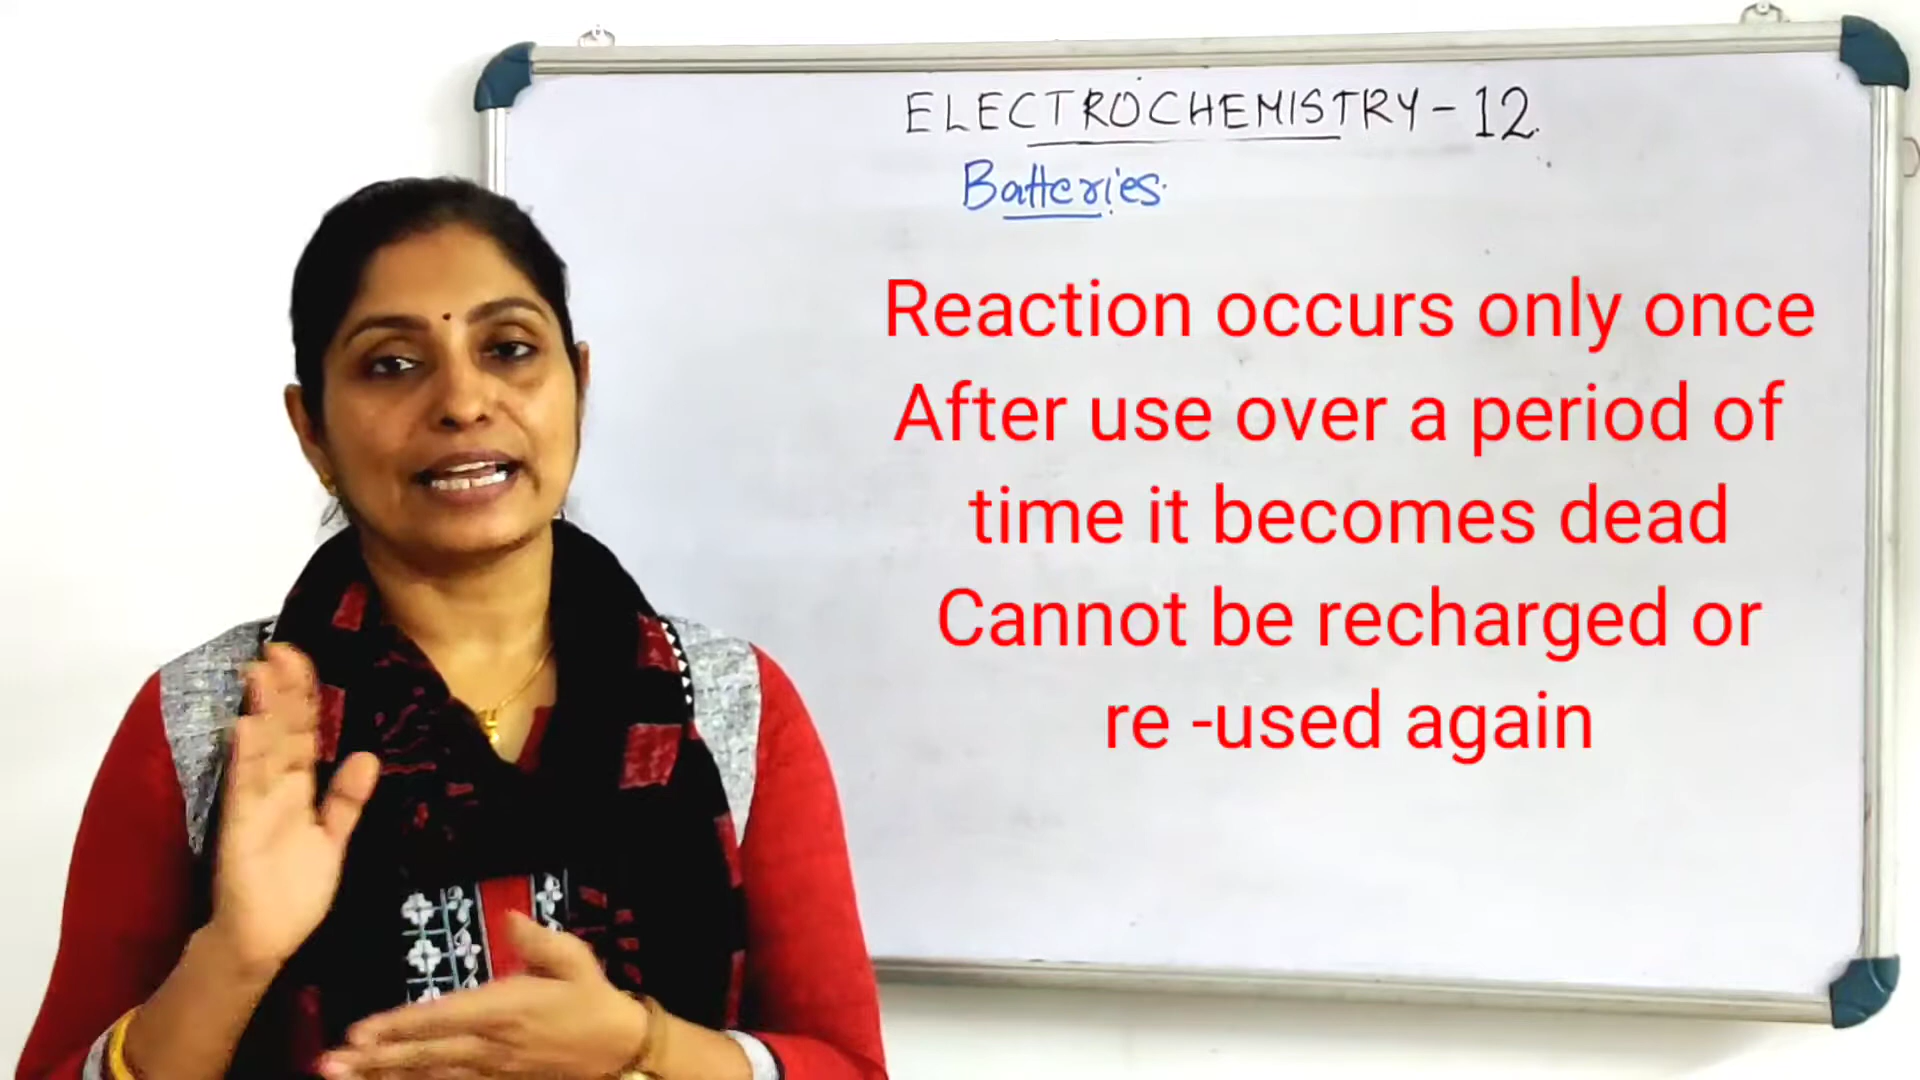 ELECTROCHEMISTRY - 12.
Batteries.
Reaction occurs only once
After use over a period of
time it becomes dead
Cannot be recharged or
re -used again